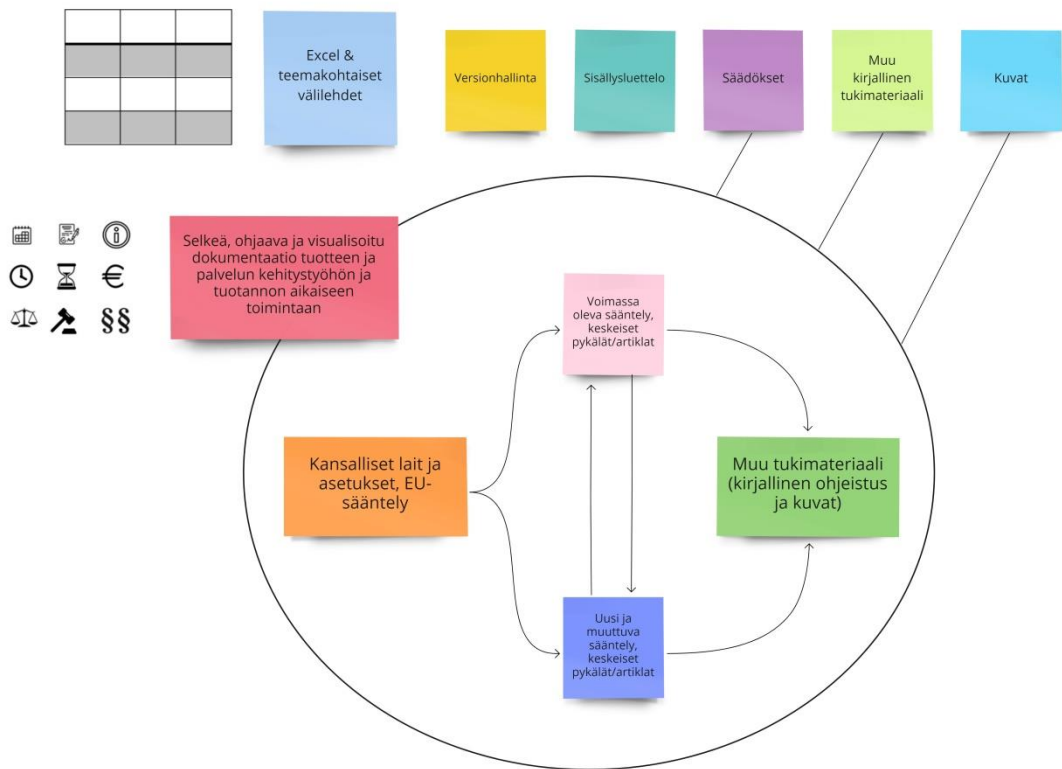 Excel &
teemakohtaiset
välilehdet
Versionhallinta
Sisällysluettelo
Säädökset
Muu
kirjallinen
tukimateriaali
Kuvat
Selkeä, ohjaava ja visualisoitu
dokumentaatio tuotteen ja
palvelun kehitystyöhön ja
tuotannon aikaiseen
toimintaan
€
§§
Voimassa
oleva sääntely,
keskeiset
pykälät/artiklat
Kansalliset lait ja
asetukset, EU-
sääntely
Muu tukimateriaali
(kirjallinen ohjeistus
ja kuvat)
Uusi ja
muuttuva
sääntely,
keskeiset
pykälät/artiklat